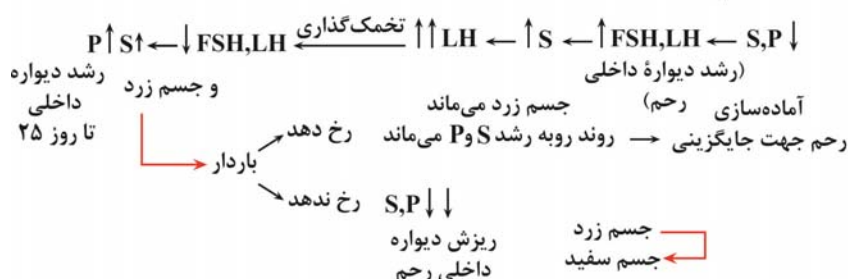 S,P↓ ← ↑FSH,LH ← ↑S ← ↑↑LH ← تخمک‌گذاری ↓FSH,LH ← P↑S↑
(رشد دیوارهٔ داخلی رحم)
و جسم زرد
رشد دیواره داخلی تا روز ۲۵
باردار
رخ دهد
جسم زرد می‌ماند
روند روبه رشد S و P می‌ماند → آماده‌سازی رحم جهت جایگزینی
رخ ندهد
S,P↓↓
ریزش دیواره داخلی رحم
جسم زرد
جسم سفید